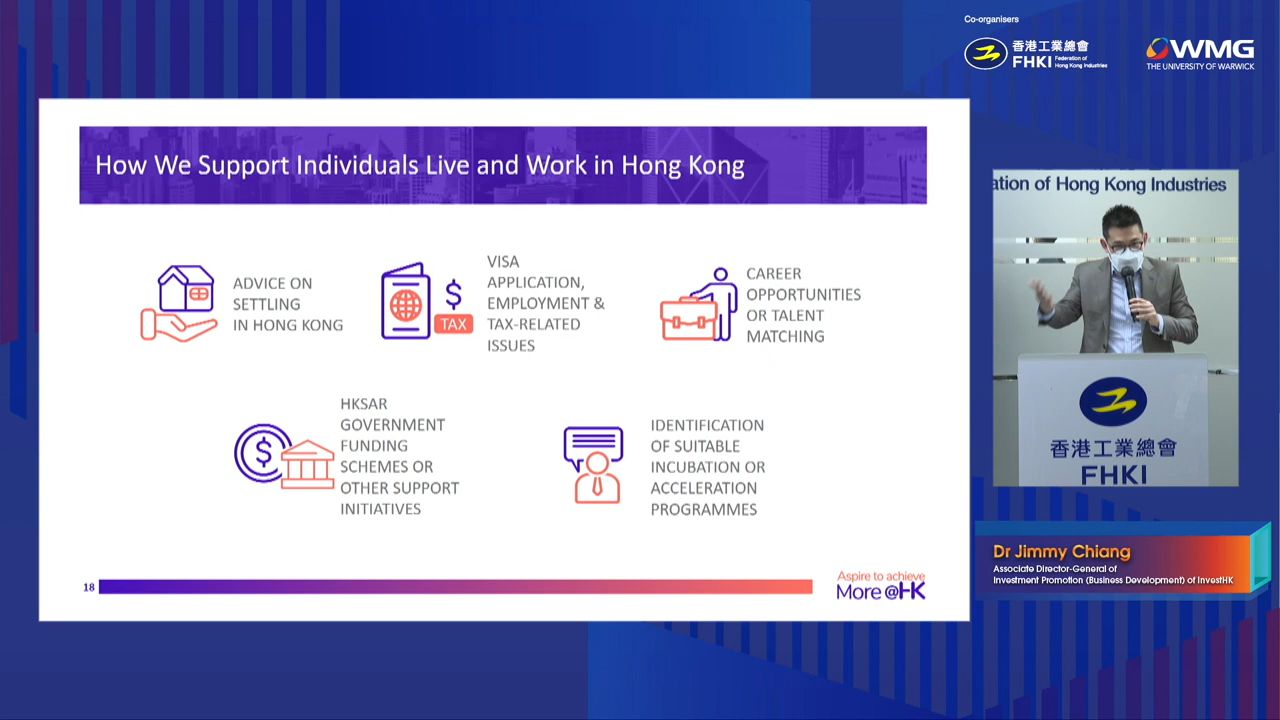 Co-organisers
香港工業總會
FHKI Federation of
Hong Kong Industries
WMG
THE UNIVERSITY OF WARWICK
How We Support Individuals Live and Work in Hong Kong
ADVICE ON
SETTLING
IN HONG KONG
$
TAX
VISA
APPLICATION,
EMPLOYMENT &
TAX-RELATED
ISSUES
CAREER
OPPORTUNITIES
OR TALENT
MATCHING
$
HKSAR
GOVERNMENT
FUNDING
SCHEMES OR
OTHER SUPPORT
INITIATIVES
IDENTIFICATION
OF SUITABLE
INCUBATION OR
ACCELERATION
PROGRAMMES
18
Aspire to achieve
More @HK
ation of Hong Kong Industries
香港工業總會
FHKI
Dr Jimmy Chiang
Associate Director-General of
Investment Promotion (Business Development) of InvestHK